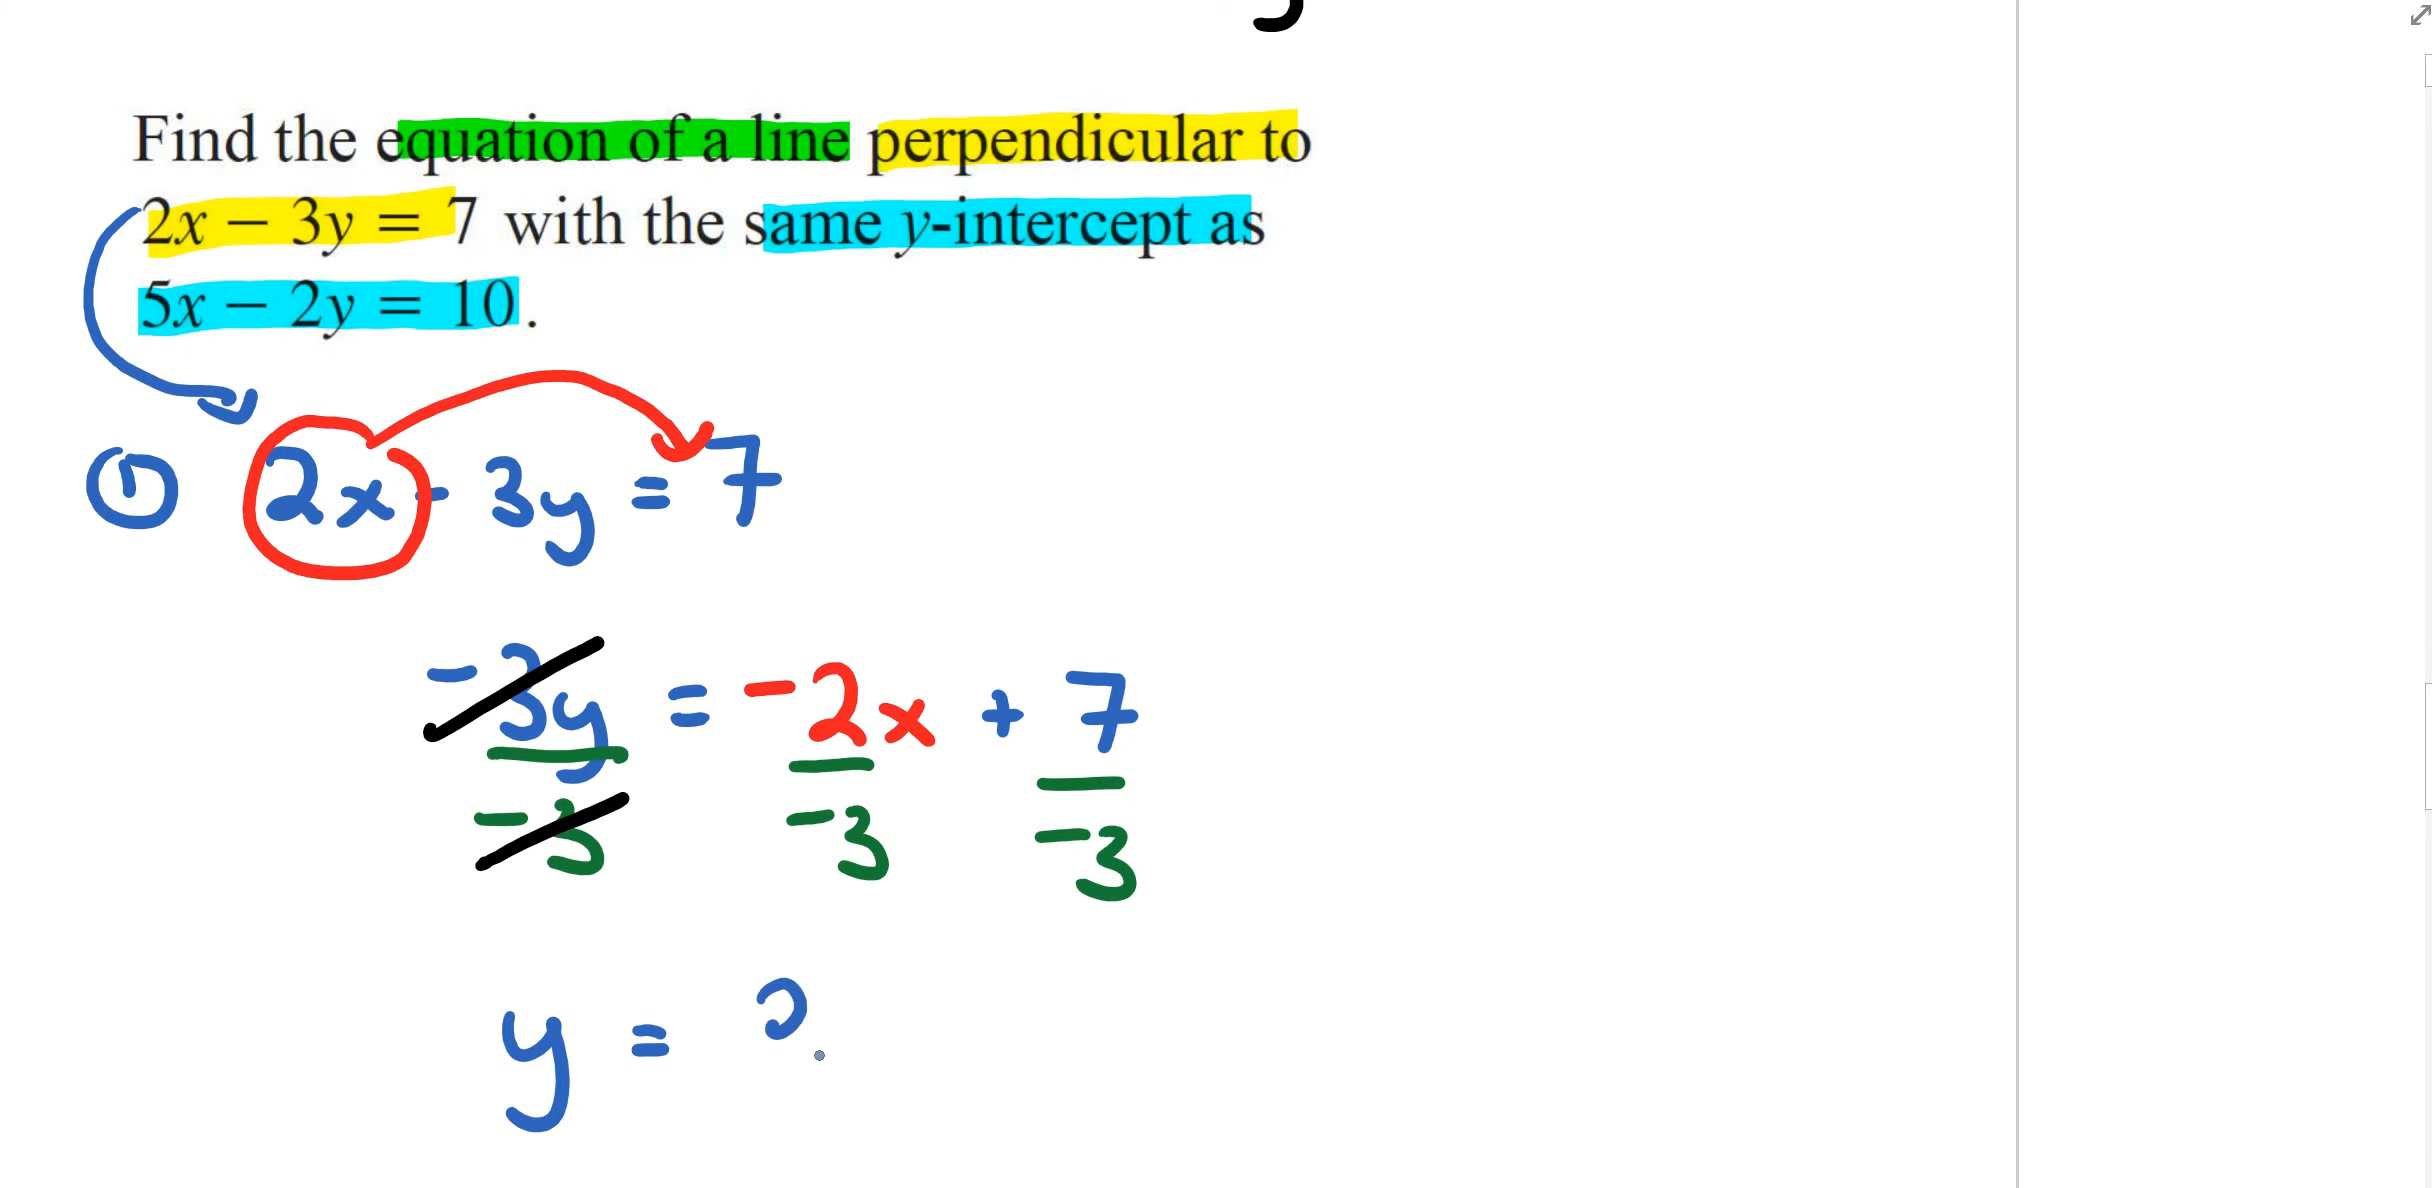 Find the equation of a line perpendicular to
2x − 3y = 7 with the same y-intercept as
5x − 2y = 10.
① 2x - 3y = 7
-3y = -2x + 7
-3 -3 -3
y = 2